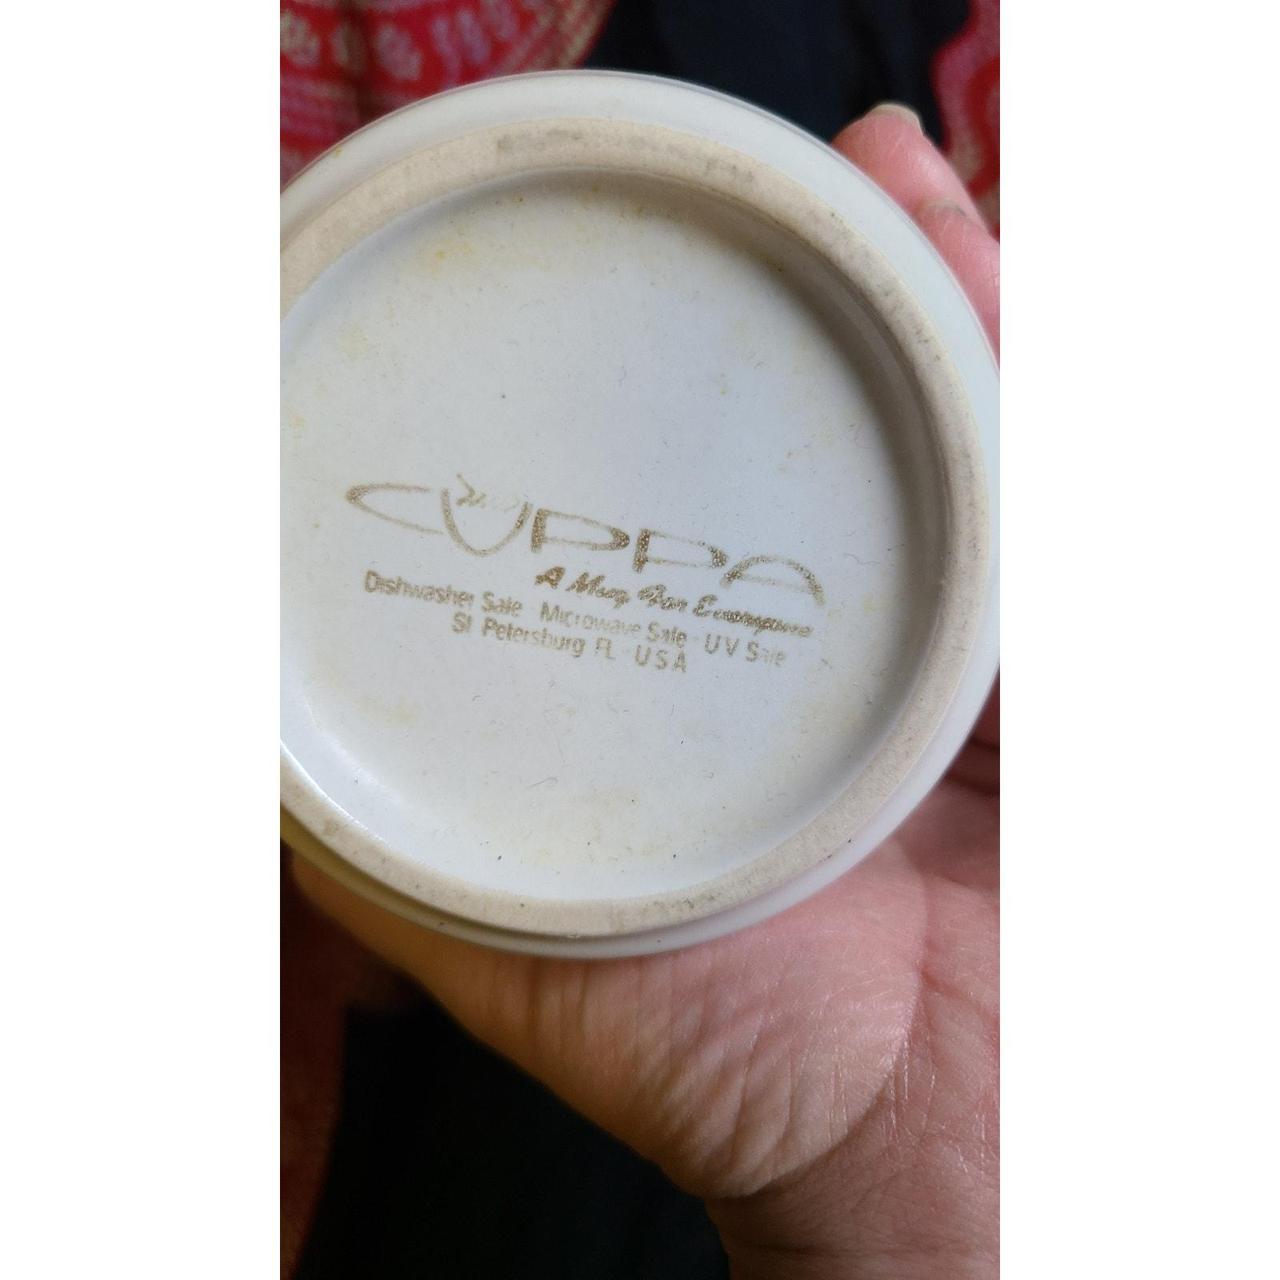 CUPPA
A Mug For Everyone
Dishwasher Safe · Microwave Safe · UV Safe
St Petersburg FL · USA